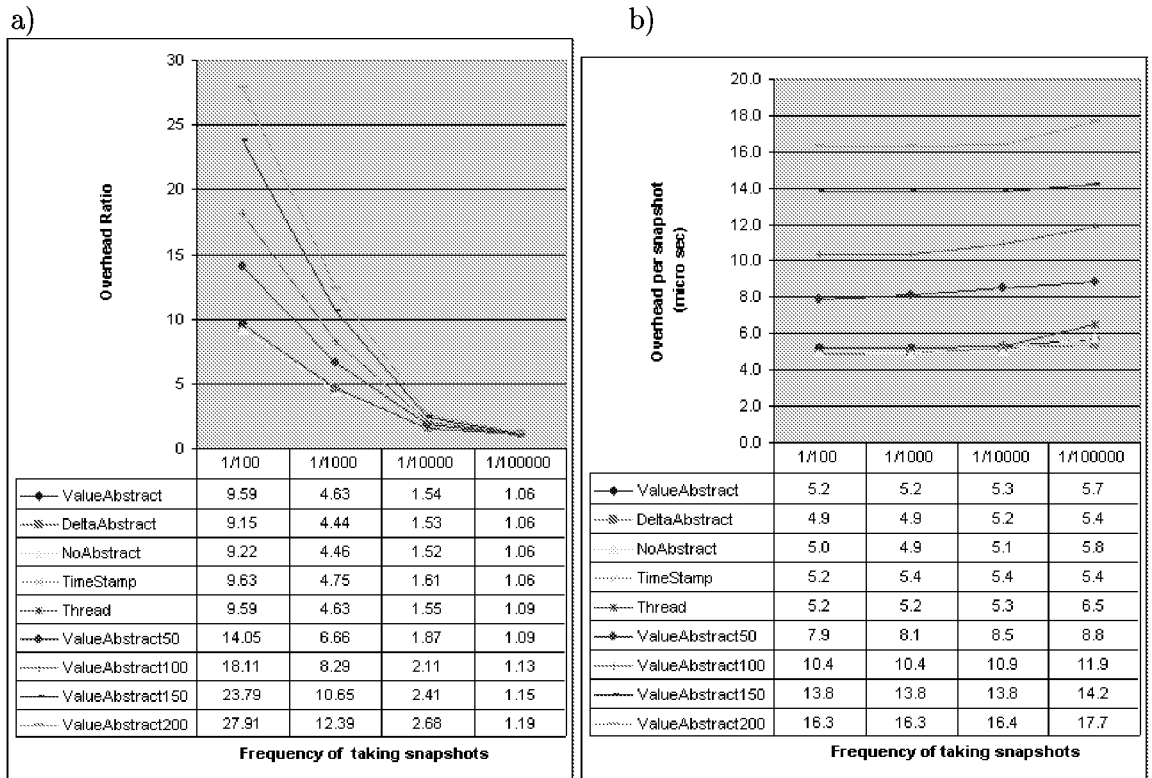 a)
30
25
20
15
10
5
0
Overhead Ratio
1/100 1/1000 1/10000 1/100000
ValueAbstract 9.59 4.63 1.54 1.06
DeltaAbstract 9.15 4.44 1.53 1.06
NoAbstract 9.22 4.46 1.52 1.06
TimeStamp 9.63 4.75 1.61 1.06
Thread 9.59 4.63 1.55 1.09
ValueAbstract50 14.05 6.66 1.87 1.09
ValueAbstract100 18.11 8.29 2.11 1.13
ValueAbstract150 23.79 10.65 2.41 1.15
ValueAbstract200 27.91 12.39 2.68 1.19
Frequency of taking snapshots
b)
20.0
18.0
16.0
14.0
12.0
10.0
8.0
6.0
4.0
2.0
0.0
Overhead per snapshot
(micro sec)
1/100 1/1000 1/10000 1/100000
ValueAbstract 5.2 5.2 5.3 5.7
DeltaAbstract 4.9 4.9 5.2 5.4
NoAbstract 5.0 4.9 5.1 5.8
TimeStamp 5.2 5.4 5.4 5.4
Thread 5.2 5.2 5.3 6.5
ValueAbstract50 7.9 8.1 8.5 8.8
ValueAbstract100 10.4 10.4 10.9 11.9
ValueAbstract150 13.8 13.8 13.8 14.2
ValueAbstract200 16.3 16.3 16.4 17.7
Frequency of taking snapshots